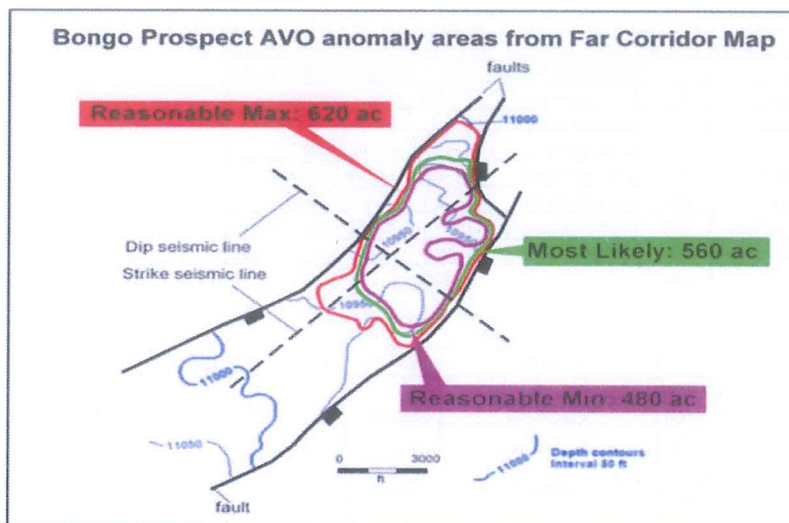 Bongo Prospect AVO anomaly areas from Far Corridor Map
faults
Reasonable Max: 620 ac
11000
Dip seismic line
Strike seismic line
10950
10950
Most Likely: 560 ac
10950
11000
Reasonable Min: 480 ac
11050
0 3000
ft
11000
Depth contours
Interval 50 ft
fault